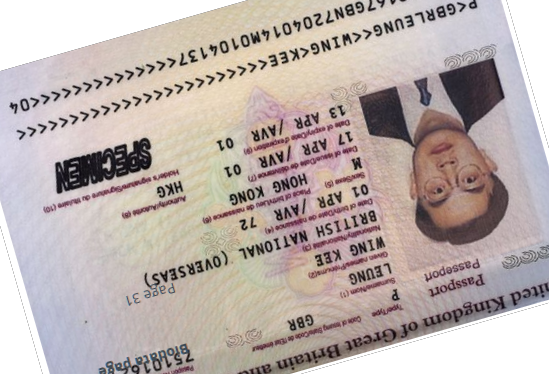 Biodata page
Page 31
United Kingdom of Great Britain and
Passport
Passeport
Type/Type
P
Code of Issuing State/Code de l'Etat émetteur
GBR
Passport
Surname/Nom (1)
LEUNG
Given names/Prénoms (2)
WING KEE
Nationality/Nationalité (3)
BRITISH NATIONAL (OVERSEAS)
Date of birth/Date de naissance (4)
01 APR /AVR 72
Sex/Sexe (5)
M
Place of birth/Lieu de naissance (6)
HONG KONG
Date of issue/Date de délivrance (7)
17 APR /AVR 01
Authority/Autorité (8)
HKG
Date of expiry/Date d'expiration (9)
13 APR /AVR 01
Holder's signature/Signature du titulaire (10)
SPECIMEN
P<GBRLEUNG<<WING<KEE<<<<<<<<<<<<<<<<<<<<<
67GBN7204014M0104137<<<<<<<<<<<<<<04